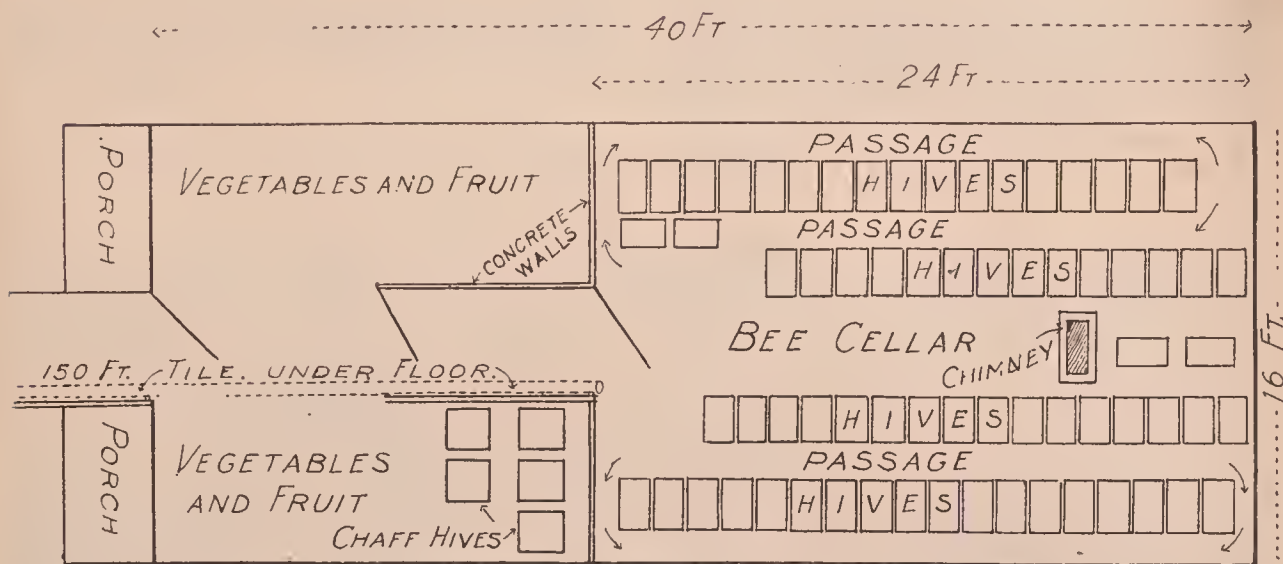 40 FT
24 FT
.PORCH
VEGETABLES AND FRUIT
CONCRETE
WALLS
PASSAGE
HIVES
PASSAGE
HIVES
BEE CELLAR
CHIMNEY
16 FT.
150 FT. TILE. UNDER FLOOR.
HIVES
PASSAGE
HIVES
PORCH
VEGETABLES
AND FRUIT
CHAFF HIVES